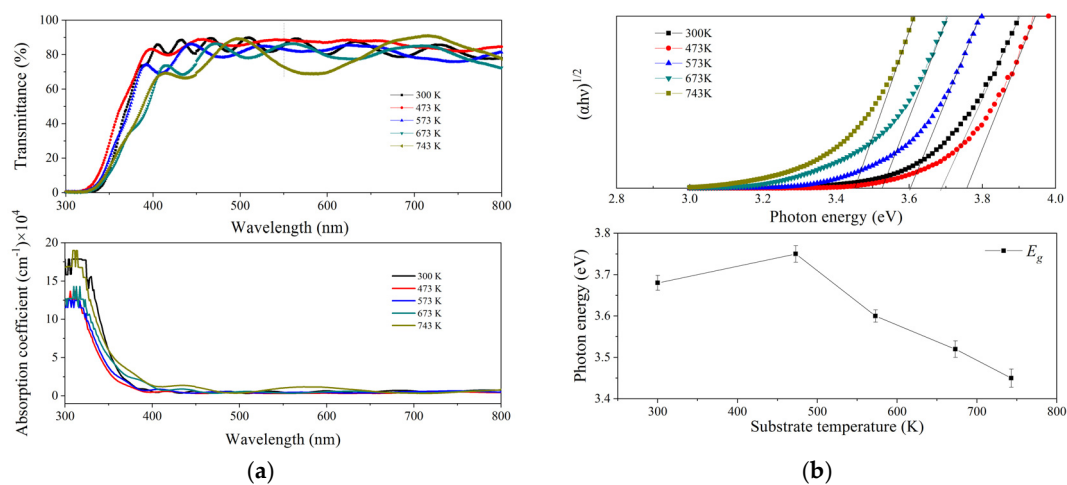 100
80
60
40
20
0
Transmittance (%)
300 K
473 K
573 K
673 K
743 K
300
400
500
600
700
800
Wavelength (nm)
20
15
10
5
0
Absorption coefficient (cm⁻¹)×10⁴
300 K
473 K
573 K
673 K
743 K
300
400
500
600
700
800
Wavelength (nm)
(a)
(αhν)^1/2
300K
473K
573K
673K
743K
2.8
3.0
3.2
3.4
3.6
3.8
4.0
Photon energy (eV)
3.8
3.7
3.6
3.5
3.4
Photon energy (eV)
E_g
300
400
500
600
700
800
Substrate temperature (K)
(b)